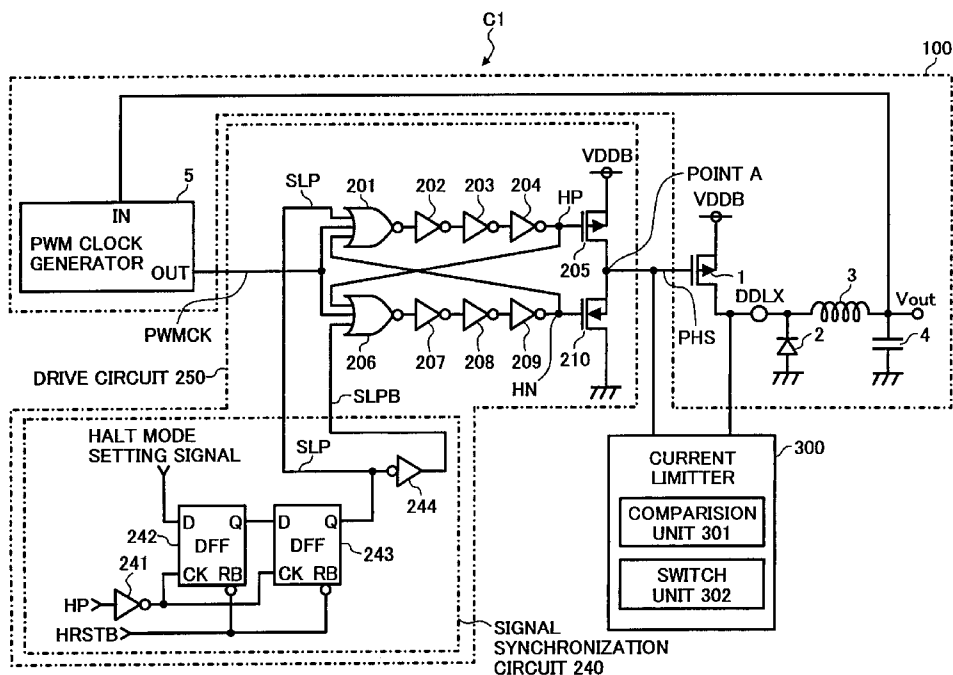 C1
100
5
IN
PWM CLOCK
GENERATOR
OUT
PWMCK
SLP
201
202
203
204
HP
VDDB
205
POINT A
VDDB
1
DDLX
3
Vout
2
4
PHS
206
207
208
209
HN
210
DRIVE CIRCUIT 250
SLPB
HALT MODE
SETTING SIGNAL
SLP
244
D
Q
242
DFF
CK
RB
D
Q
243
DFF
CK
RB
241
HP
HRSTB
SIGNAL
SYNCHRONIZATION
CIRCUIT 240
300
CURRENT
LIMITTER
COMPARISION
UNIT 301
SWITCH
UNIT 302